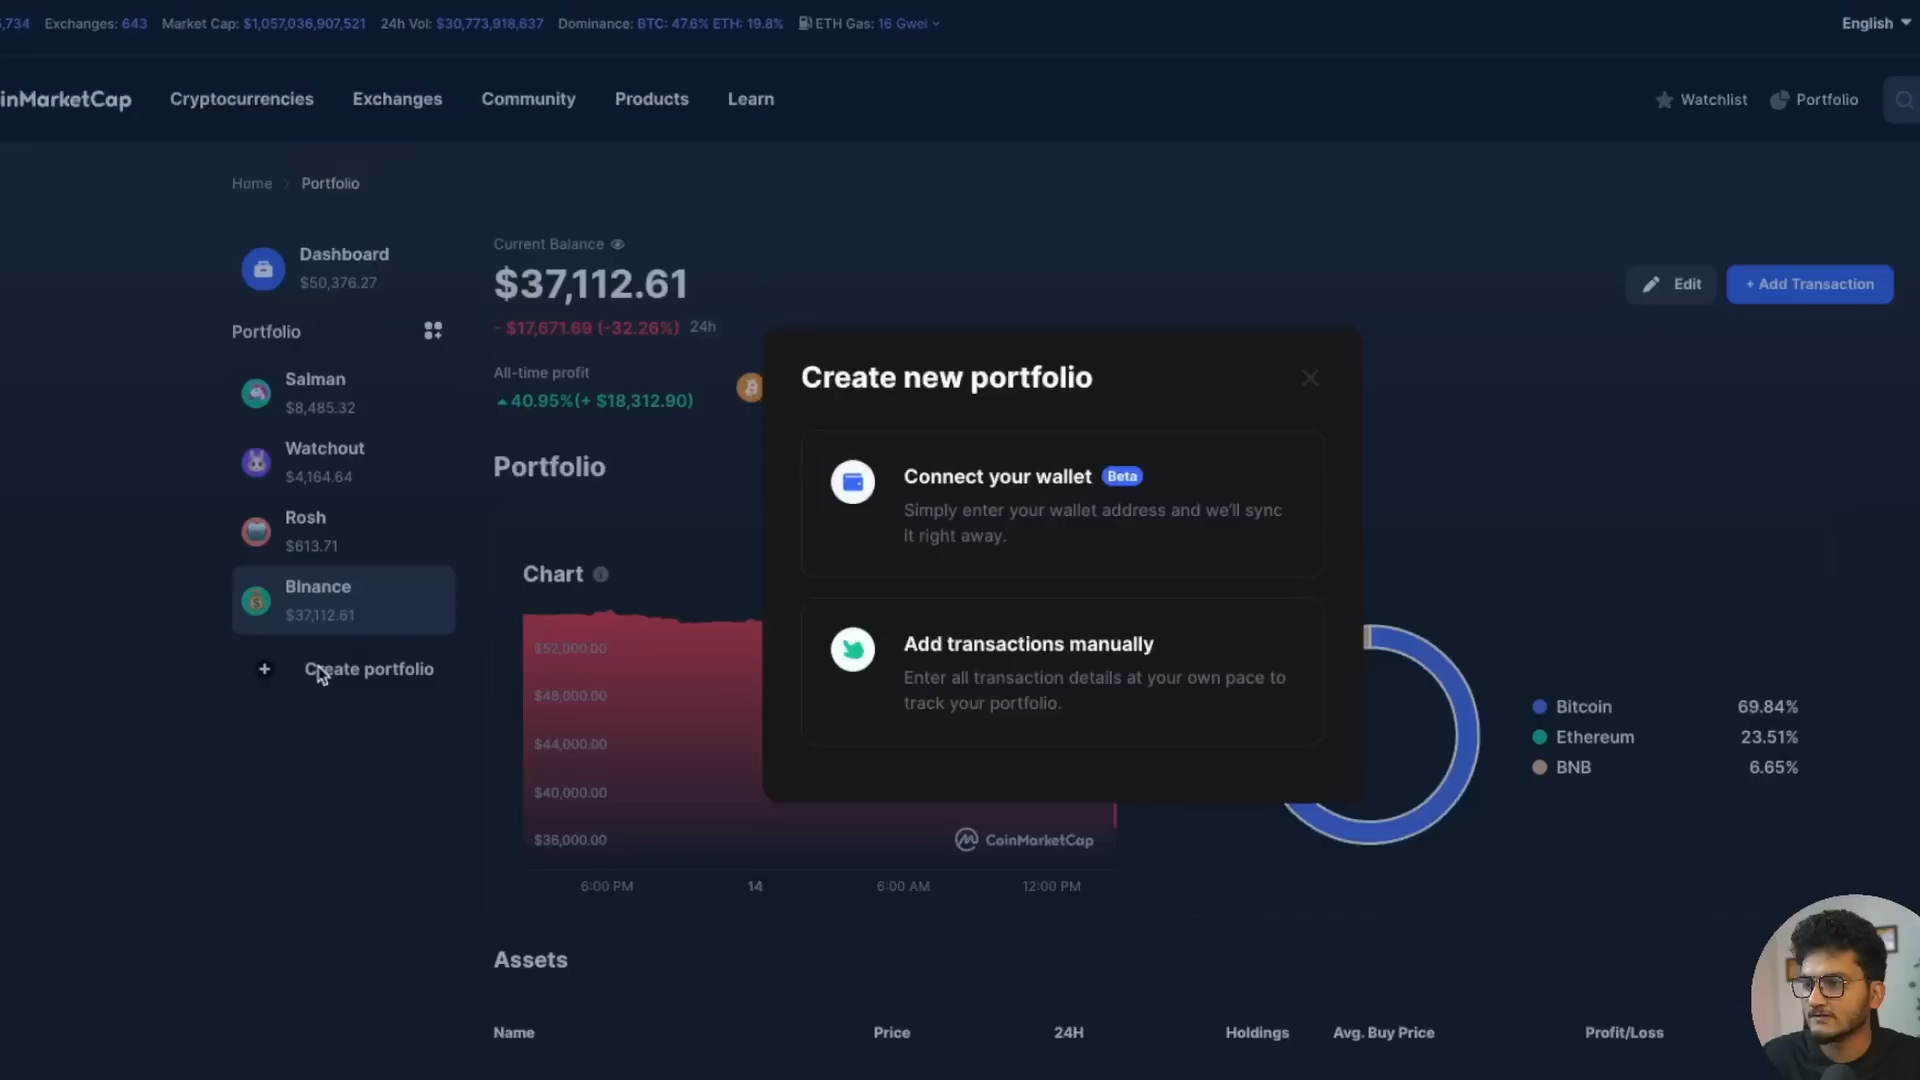 5,734 Exchanges: 643 Market Cap: $1,057,036,907,521 24h Vol: $30,773,918,637 Dominance: BTC: 47.6% ETH: 19.8% ETH Gas: 16 Gwei English
inMarketCap Cryptocurrencies Exchanges Community Products Learn Watchlist Portfolio
Home Portfolio
Dashboard
$50,376.27
Portfolio
Salman
$8,485.32
Watchout
$4,164.64
Rosh
$613.71
BInance
$37,112.61
+ Create portfolio
Current Balance
$37,112.61
- $17,671.69 (-32.26%) 24h
All-time profit
40.95%(+ $18,312.90)
Edit
+ Add Transaction
Portfolio
Chart
$52,000.00
$48,000.00
$44,000.00
$40,000.00
$36,000.00
CoinMarketCap
6:00 PM 14 6:00 AM 12:00 PM
Create new portfolio
Connect your wallet Beta
Simply enter your wallet address and we'll sync
it right away.
Add transactions manually
Enter all transaction details at your own pace to
track your portfolio.
Bitcoin 69.84%
Ethereum 23.51%
BNB 6.65%
Assets
Name Price 24H Holdings Avg. Buy Price Profit/Loss